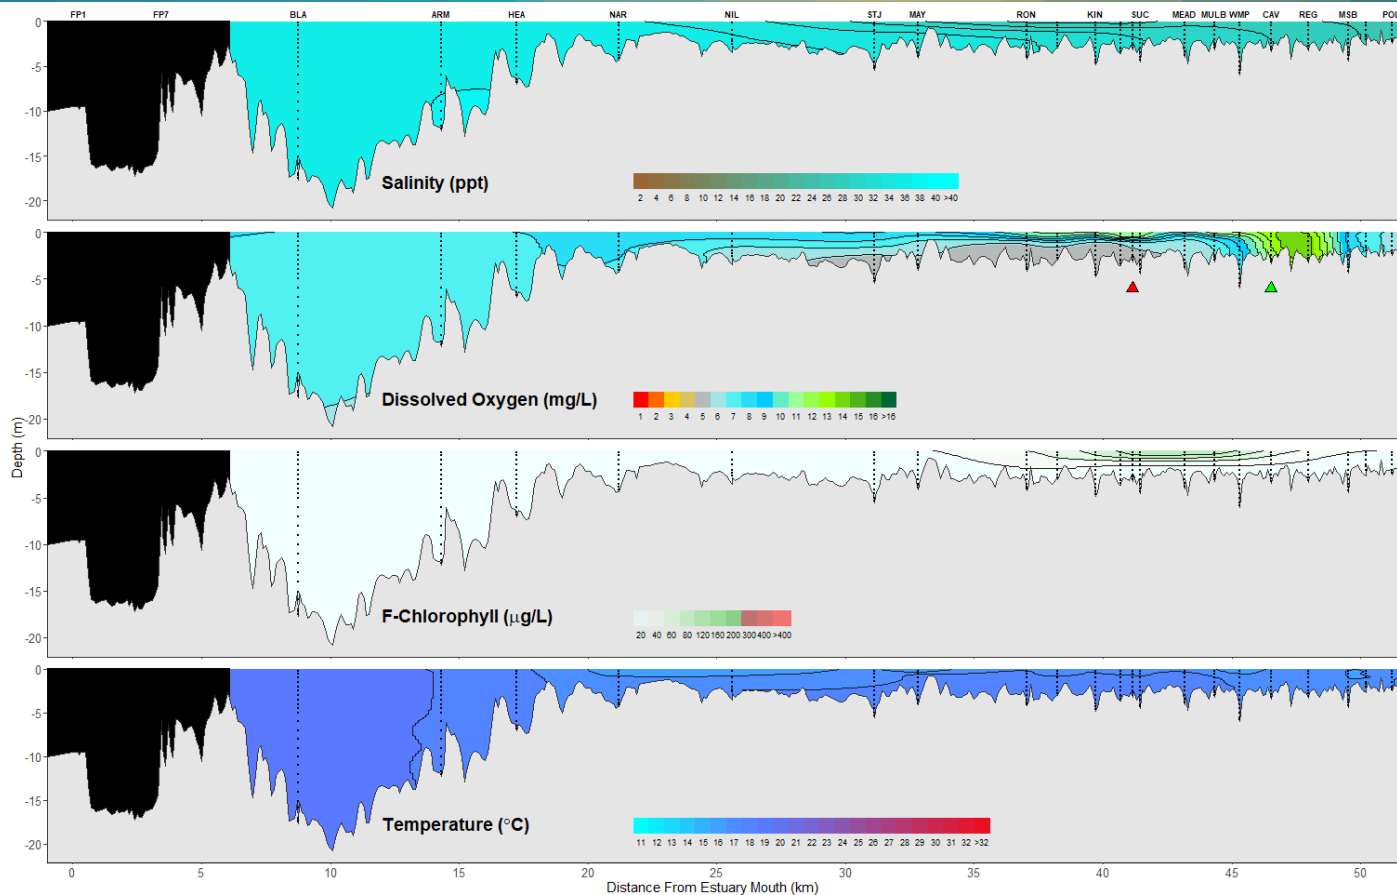 FP1 FP7 BLA ARM HEA NAR NIL STJ MAY RON KIN SUC MEAD MULB WMP CAV REG MSB POL
0
-5
-10
-15
-20
Salinity (ppt)
2 4 6 8 10 12 14 16 18 20 22 24 26 28 30 32 34 36 38 40 >40
0
-5
-10
-15
-20
Dissolved Oxygen (mg/L)
1 2 3 4 5 6 7 8 9 10 11 12 13 14 15 16 >16
Depth (m)
0
-5
-10
-15
-20
F-Chlorophyll (μg/L)
20 40 60 80 120 160 200 300 400 >400
0
-5
-10
-15
-20
Temperature (°C)
11 12 13 14 15 16 17 18 19 20 21 22 23 24 25 26 27 28 29 30 31 32 >32
0 5 10 15 20 25 30 35 40 45 50
Distance From Estuary Mouth (km)